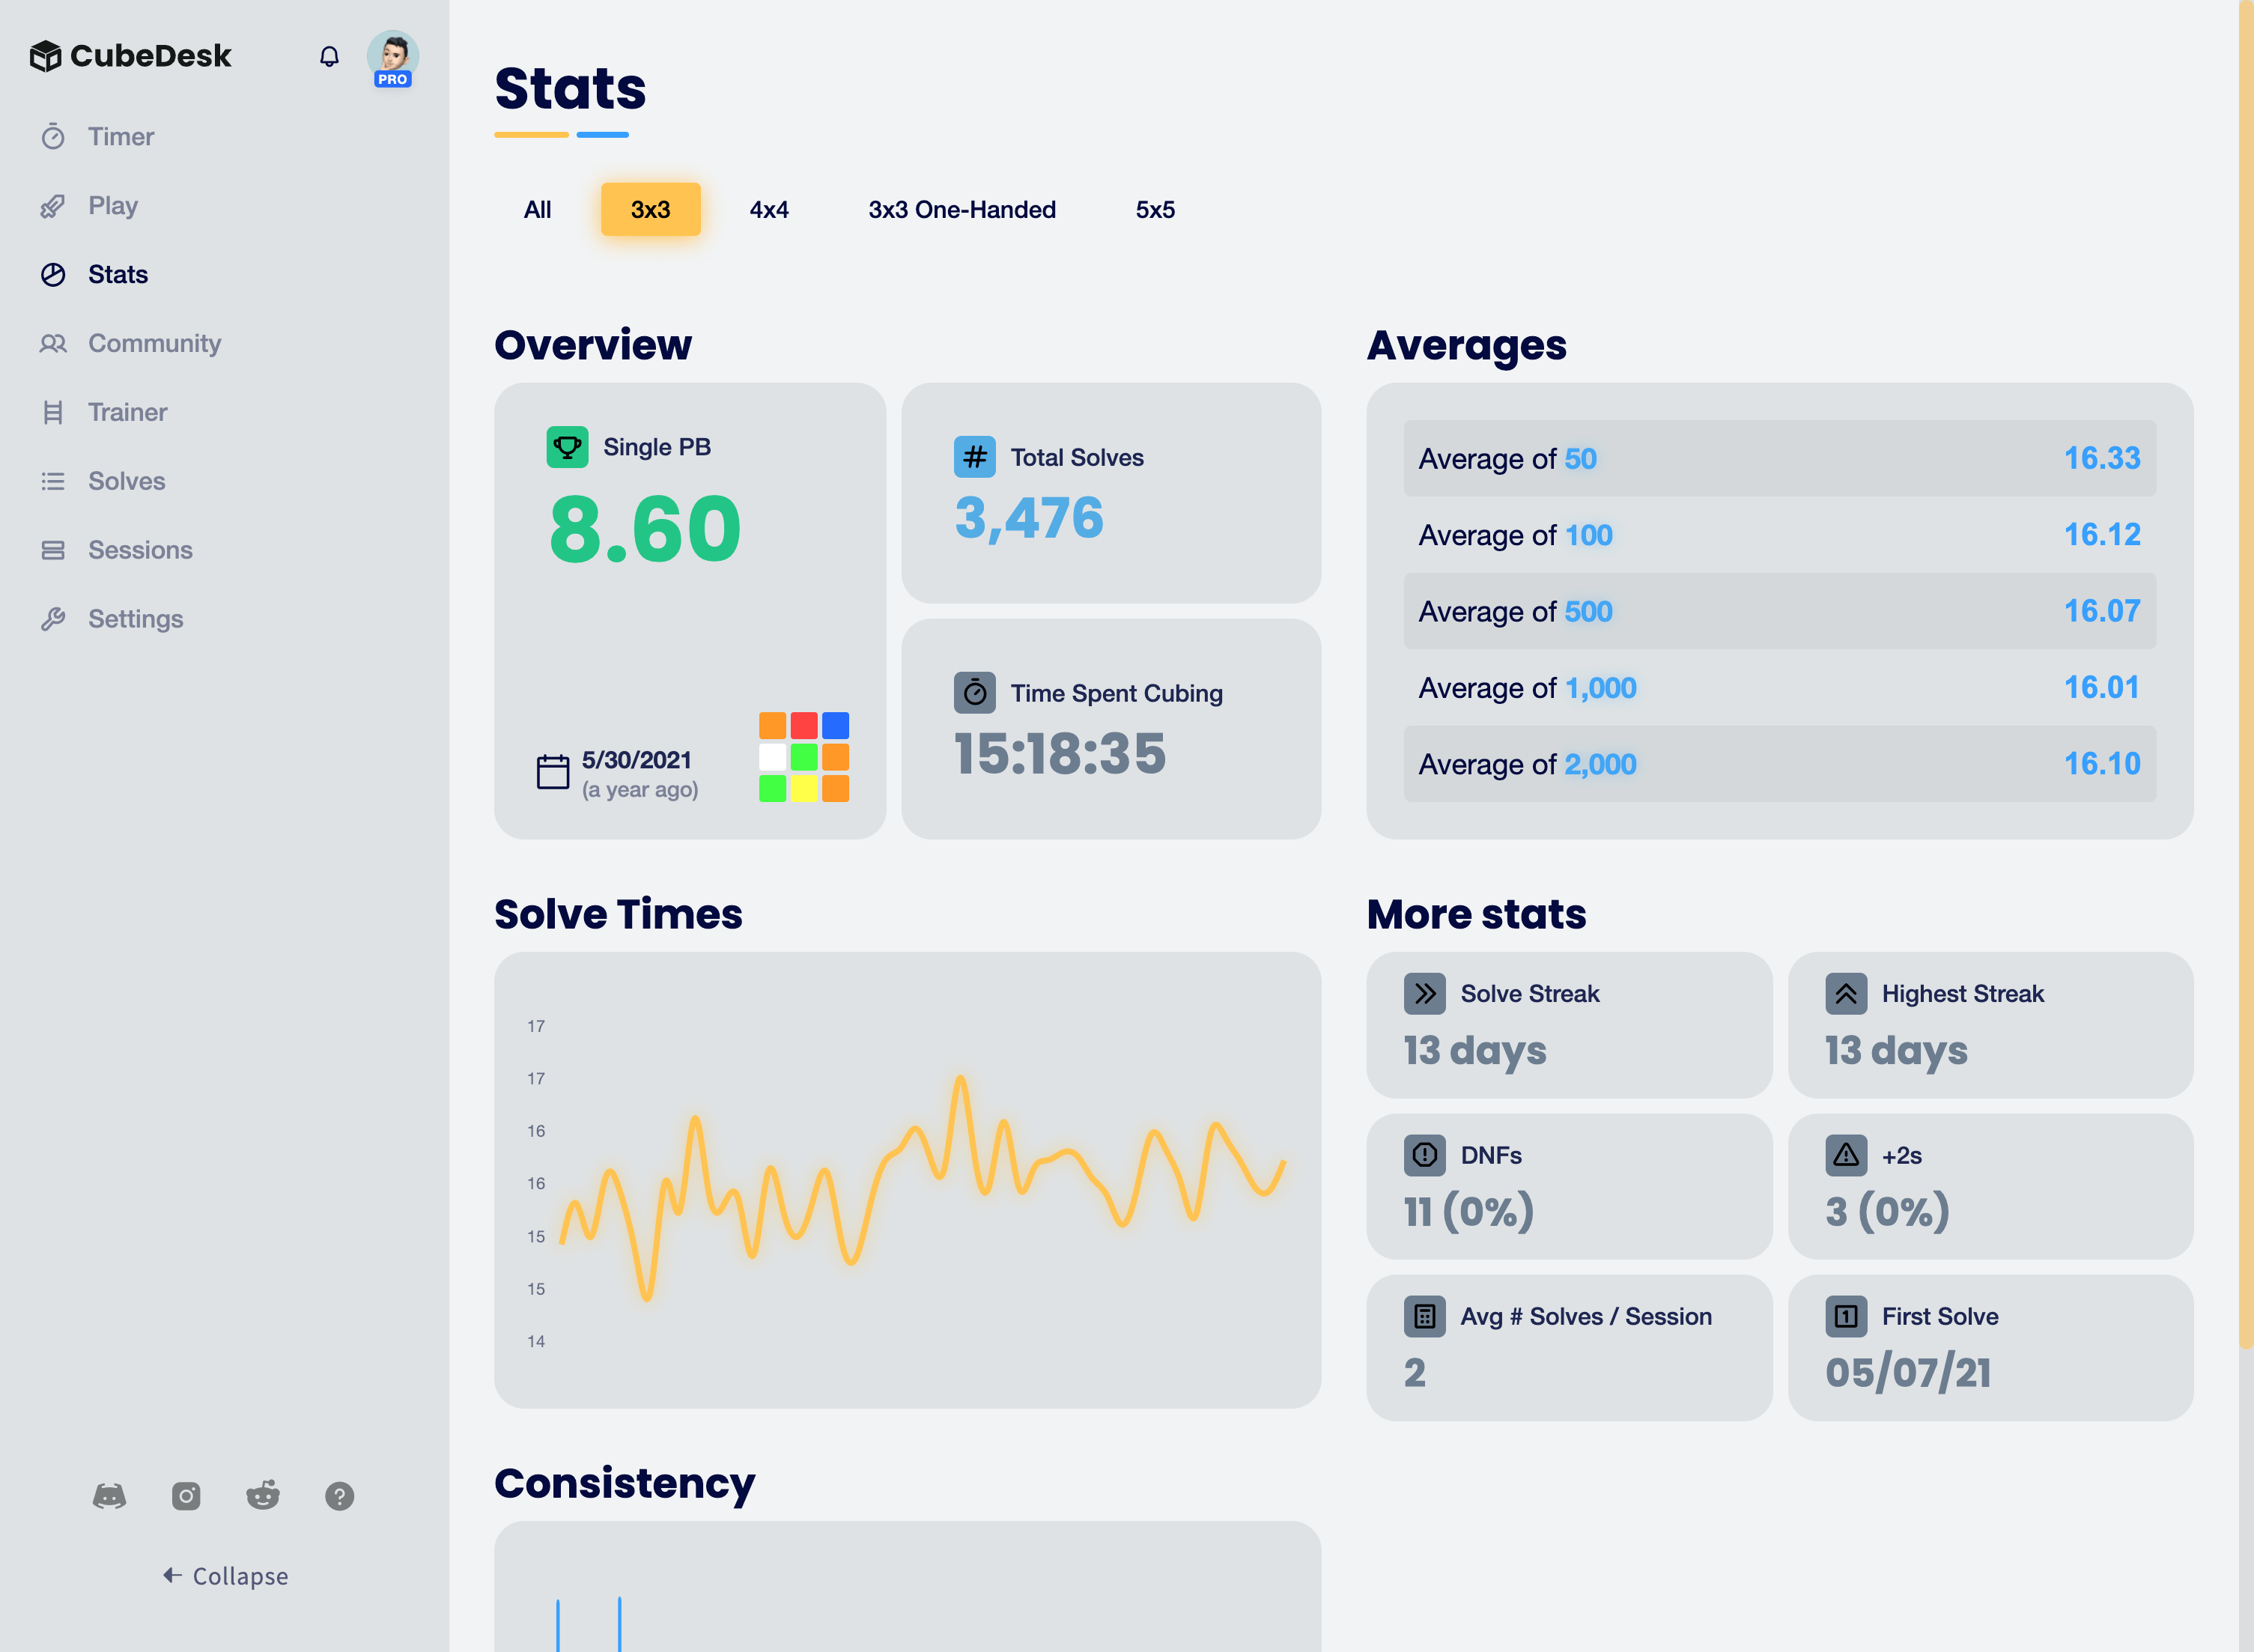 CubeDesk
PRO
Timer
Play
Stats
Community
Trainer
Solves
Sessions
Settings
Collapse
Stats
All
3x3
4x4
3x3 One-Handed
5x5
Overview
Single PB
8.60
5/30/2021
(a year ago)
# Total Solves
3,476
Time Spent Cubing
15:18:35
Averages
Average of 50 16.33
Average of 100 16.12
Average of 500 16.07
Average of 1,000 16.01
Average of 2,000 16.10
Solve Times
17
17
16
16
15
15
14
More stats
Solve Streak
13 days
Highest Streak
13 days
DNFs
11 (0%)
+2s
3 (0%)
Avg # Solves / Session
2
1 First Solve
05/07/21
Consistency